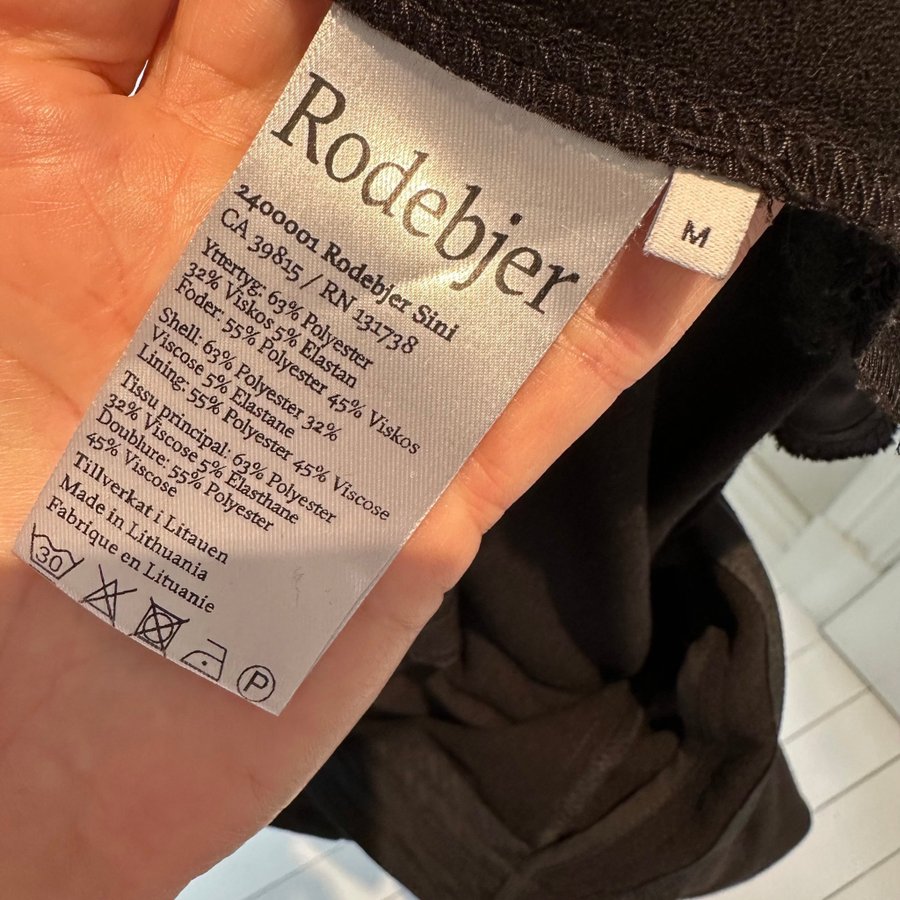 Rodebjer
M
2400001 Rodebjer Sini
CA 39815 / RN 131738
Yttertyg: 63% Polyester
32% Viskos 5% Elastan
Foder: 55% Polyester 45% Viskos
Shell: 63% Polyester 32%
Viscose 5% Elastane
Lining: 55% Polyester 45% Viscose
Tissu principal: 63% Polyester
32% Viscose 5% Elasthane
Doublure: 55% Polyester
45% Viscose
Tillverkat i Litauen
Made in Lithuania
Fabrique en Lituanie
30
P